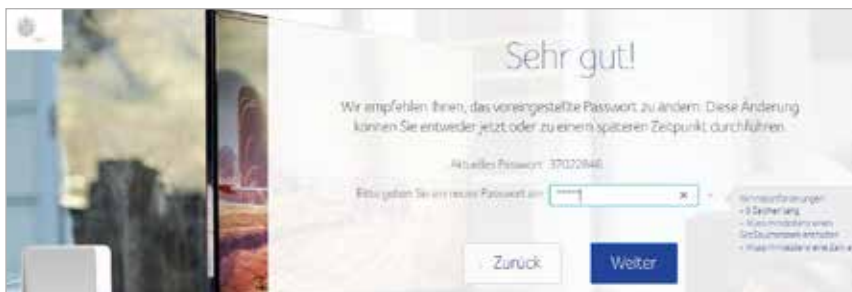 Sehr gut!
Wir empfehlen Ihnen, das voreingestellte Passwort zu ändern. Diese Änderung
können Sie entweder jetzt oder zu einem späteren Zeitpunkt durchführen.
Aktuelles Passwort: 37022846
Bitte geben Sie ein neues Passwort ein
Zurück
Weiter